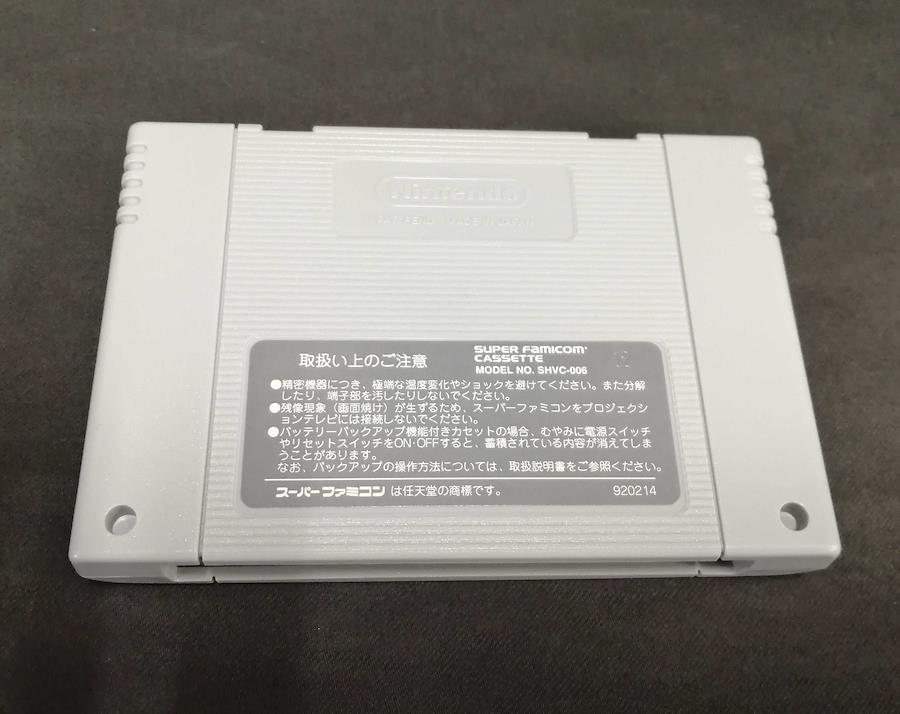 Nintendo
PAT. PEND. MADE IN JAPAN
取扱い上のご注意
SUPER FAMICOM
CASSETTE
MODEL NO. SHVC-006
●精密機器につき、極端な温度変化やショックを避けてください。また分解
したり、端子部を汚したりしないでください。
●残像現象（画面焼け）が生ずるため、スーパーファミコンをプロジェクシ
ョンテレビには接続しないでください。
●バッテリーバックアップ機能付きカセットの場合、むやみに電源スイッチ
やリセットスイッチをON·OFFすると、蓄積されている内容が消えてしま
うことがあります。
なお、バックアップの操作方法については、取扱説明書をご参照ください。
スーパーファミコン は任天堂の商標です。 920214